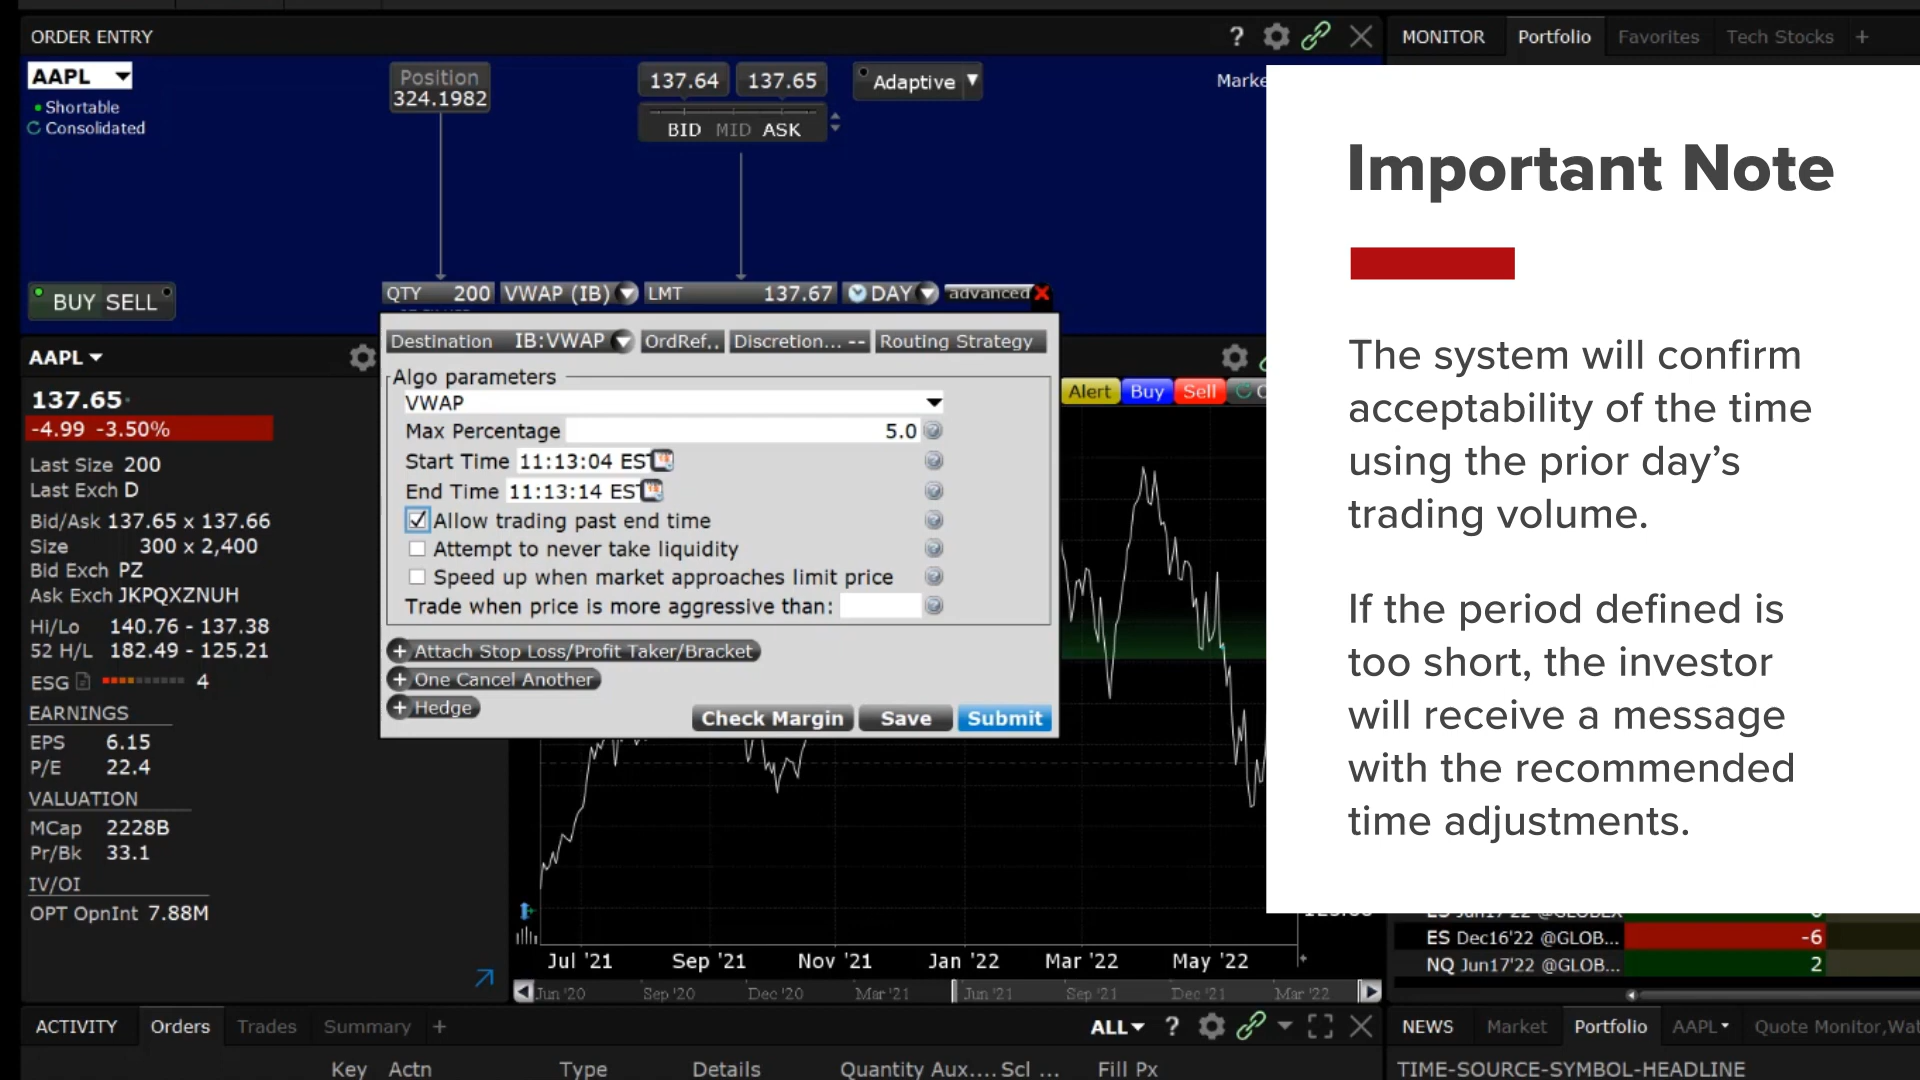 ORDER ENTRY
?
MONITOR Portfolio Favorites Tech Stocks +
AAPL
Shortable
Consolidated
Position
324.1982
137.64 137.65
Adaptive
BID MID ASK
Important Note
The system will confirm
acceptability of the time
using the prior day’s
trading volume.
If the period defined is
too short, the investor
will receive a message
with the recommended
time adjustments.
BUY SELL
QTY 200 VWAP (IB) LMT 137.67 DAY advanced
Destination IB:VWAP OrdRef.. Discretion... -- Routing Strategy
Algo parameters
VWAP
Max Percentage 5.0
Start Time 11:13:04 EST
End Time 11:13:14 EST
Allow trading past end time
Attempt to never take liquidity
Speed up when market approaches limit price
Trade when price is more aggressive than:
+ Attach Stop Loss/Profit Taker/Bracket
+ One Cancel Another
+ Hedge
Check Margin Save Submit
Alert Buy Sell
AAPL
137.65
-4.99 -3.50%
Last Size 200
Last Exch D
Bid/Ask 137.65 x 137.66
Size 300 x 2,400
Bid Exch PZ
Ask Exch JKPQXZNUH
Hi/Lo 140.76 - 137.38
52 H/L 182.49 - 125.21
ESG 4
EARNINGS
EPS 6.15
P/E 22.4
VALUATION
MCap 2228B
Pr/Bk 33.1
IV/OI
OPT OpnInt 7.88M
Jul '21 Sep '21 Nov '21 Jan '22 Mar '22 May '22
Jun '20 Sep '20 Dec '20 Mar '21 Jun '21 Sep '21 Dec '21 Mar '22
ES Dec16'22 @GLOB... -6
NQ Jun17'22 @GLOB... 2
ACTIVITY Orders Trades Summary +
ALL ?
Key Actn Type Details Quantity Aux.... Scl ... Fill Px
NEWS Market Portfolio AAPL Quote Monitor,Wat
TIME-SOURCE-SYMBOL-HEADLINE